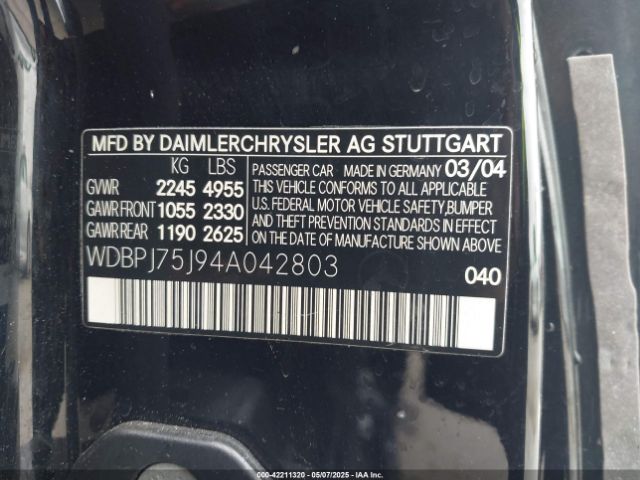 MFD BY DAIMLERCHRYSLER AG STUTTGART
KG LBS
GVWR 2245 4955
GAWR FRONT 1055 2330
GAWR REAR 1190 2625
PASSENGER CAR MADE IN GERMANY 03/04
THIS VEHICLE CONFORMS TO ALL APPLICABLE
U.S. FEDERAL MOTOR VEHICLE SAFETY, BUMPER
AND THEFT PREVENTION STANDARDS IN EFFECT
ON THE DATE OF MANUFACTURE SHOWN ABOVE.
WDBPJ75J94A042803
040
000-42211320 - 05/07/2025 - IAAI.COM